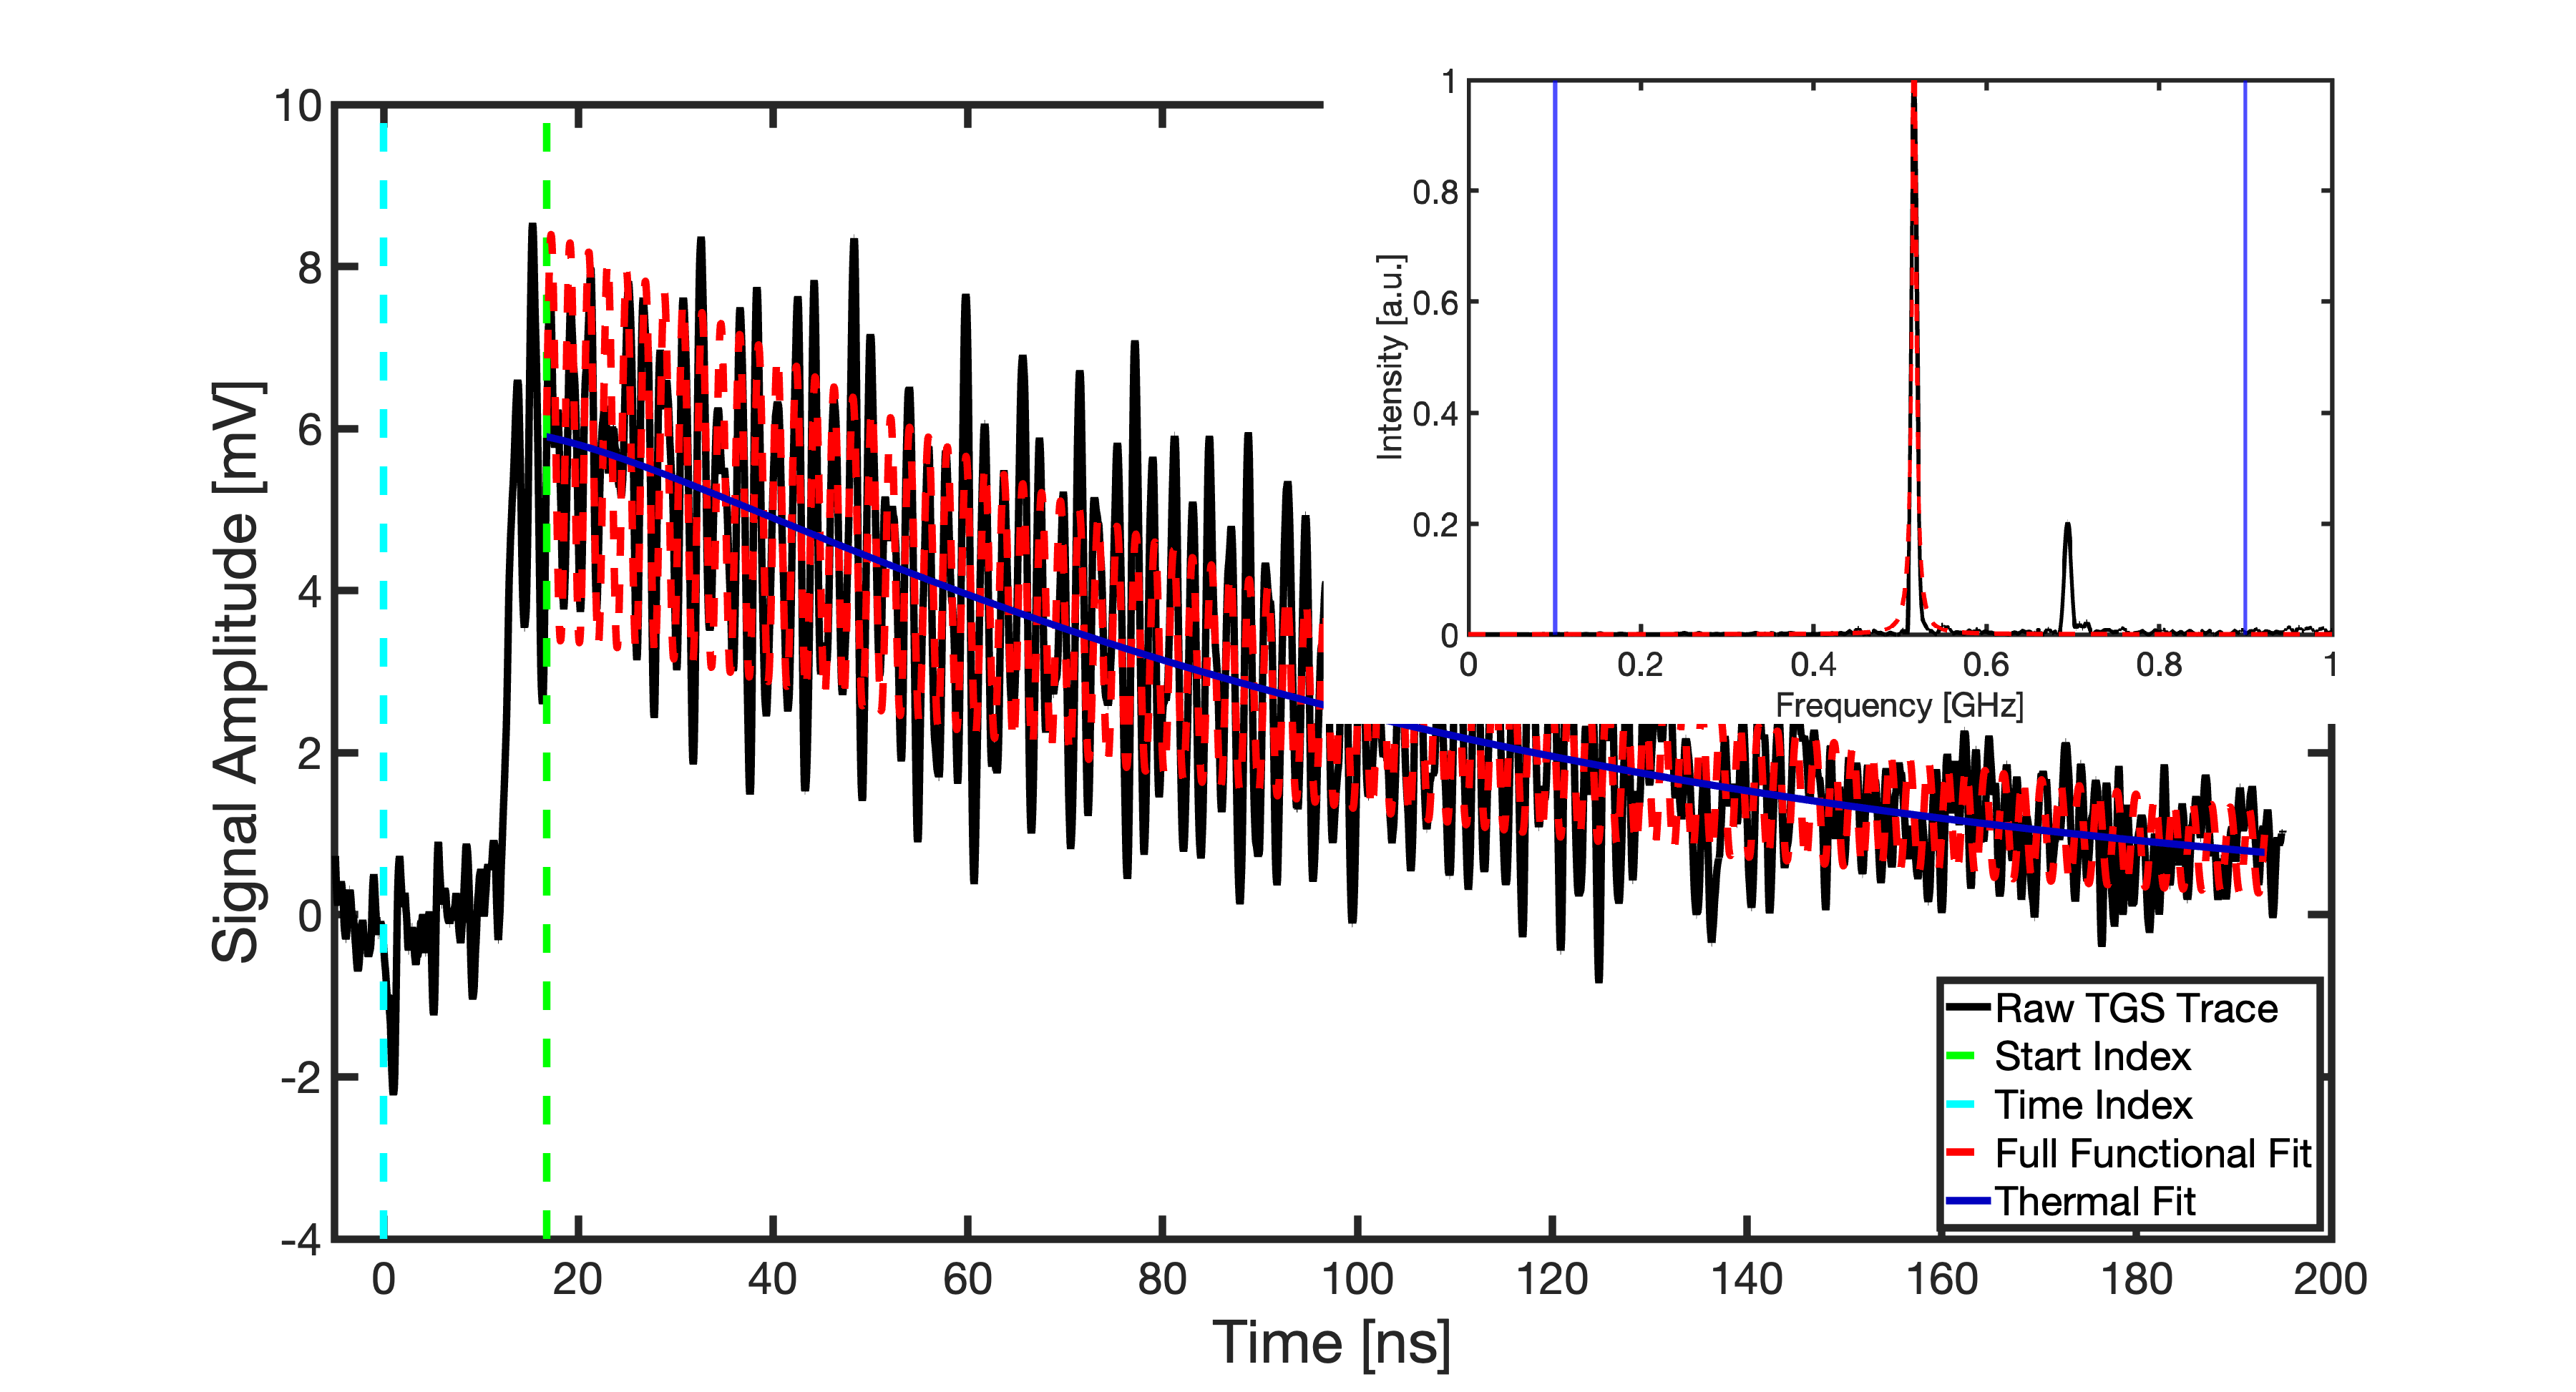 10
8
6
4
2
0
-2
-4
Signal Amplitude [mV]
0 20 40 60 80 100 120 140 160 180 200
Time [ns]
1
0.8
0.6
0.4
0.2
0
Intensity [a.u.]
0 0.2 0.4 0.6 0.8 1
Frequency [GHz]
Raw TGS Trace
Start Index
Time Index
Full Functional Fit
Thermal Fit